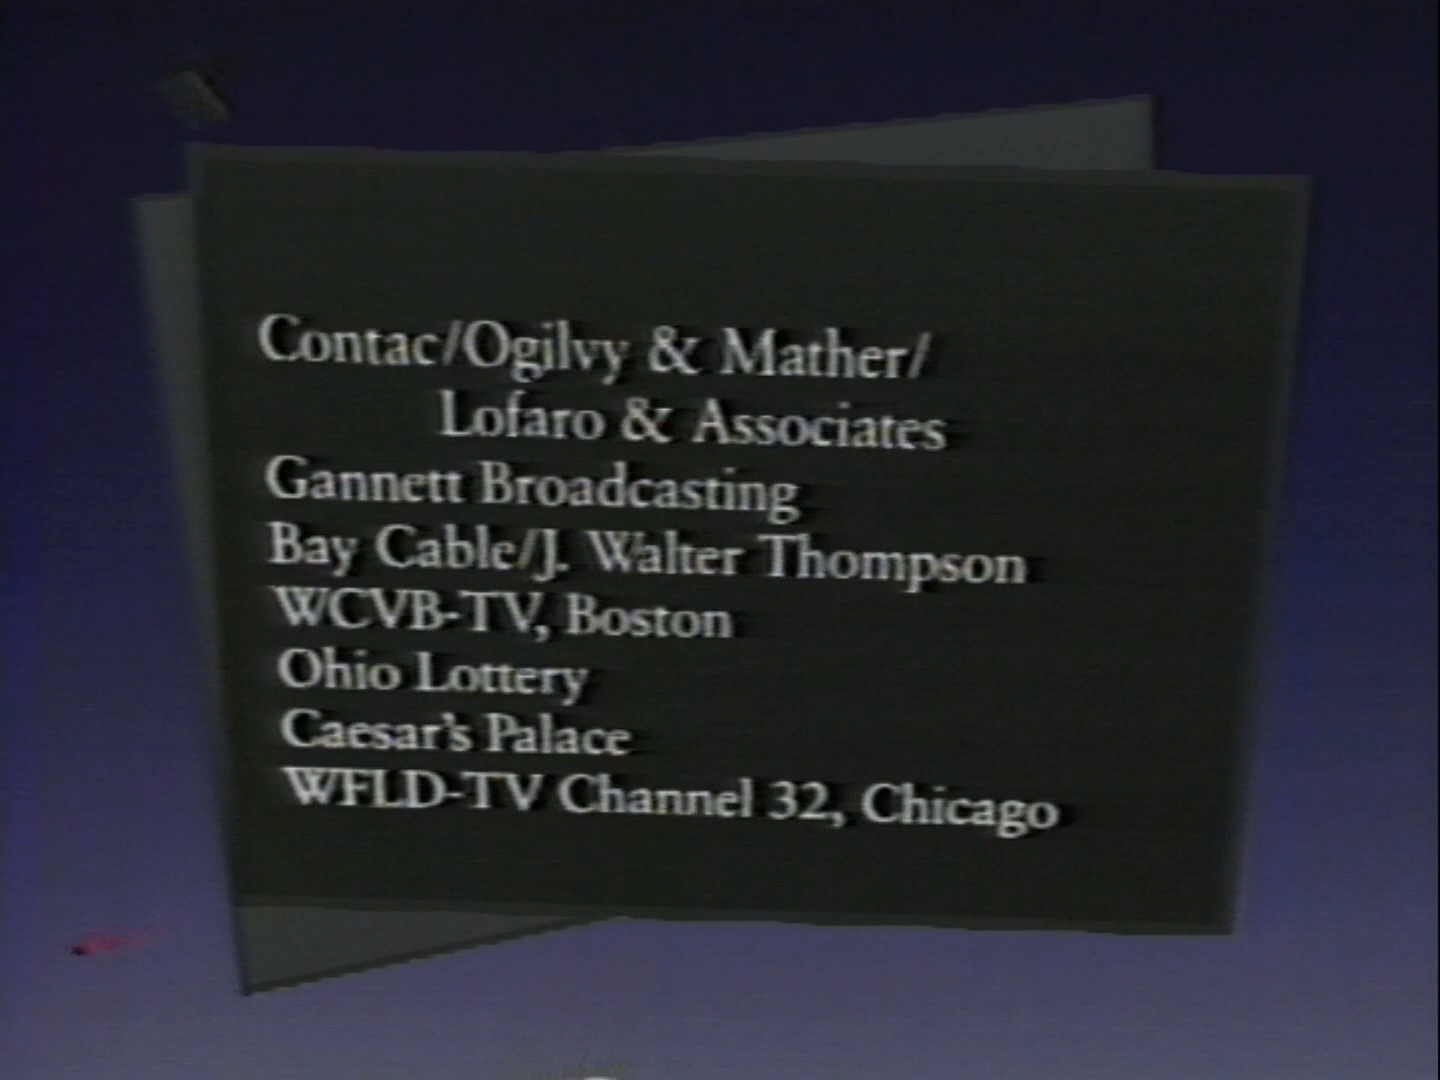 Contac/Ogilvy & Mather/
Lofaro & Associates
Gannett Broadcasting
Bay Cable/J. Walter Thompson
WCVB-TV, Boston
Ohio Lottery
Caesar's Palace
WFLD-TV Channel 32, Chicago